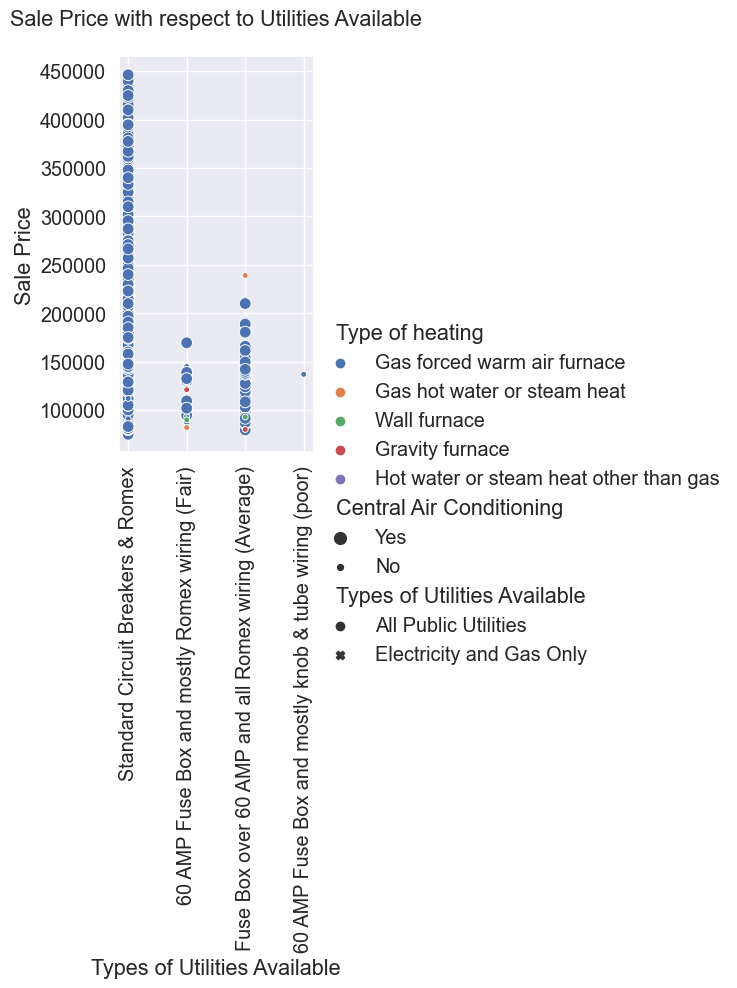 Sale Price with respect to Utilities Available
450000
400000
350000
300000
250000
200000
150000
100000
Sale Price
Standard Circuit Breakers & Romex
60 AMP Fuse Box and mostly Romex wiring (Fair)
Fuse Box over 60 AMP and all Romex wiring (Average)
60 AMP Fuse Box and mostly knob & tube wiring (poor)
Types of Utilities Available
Type of heating
Gas forced warm air furnace
Gas hot water or steam heat
Wall furnace
Gravity furnace
Hot water or steam heat other than gas
Central Air Conditioning
Yes
No
Types of Utilities Available
All Public Utilities
Electricity and Gas Only